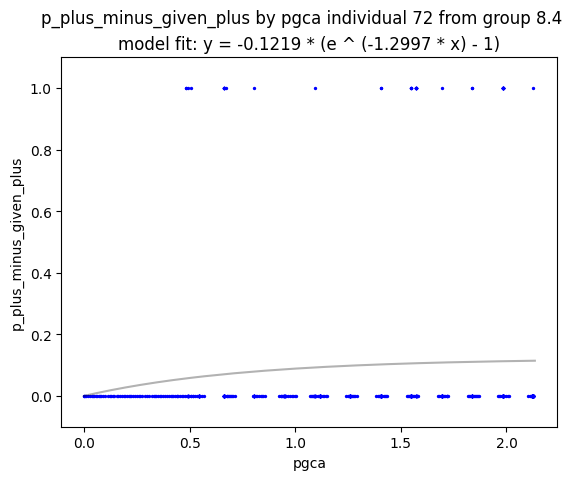 p_plus_minus_given_plus by pgca individual 72 from group 8.4
model fit: y = -0.1219 * (e ^ (-1.2997 * x) - 1)
1.0
0.8
0.6
0.4
0.2
0.0
p_plus_minus_given_plus
0.0 0.5 1.0 1.5 2.0
pgca